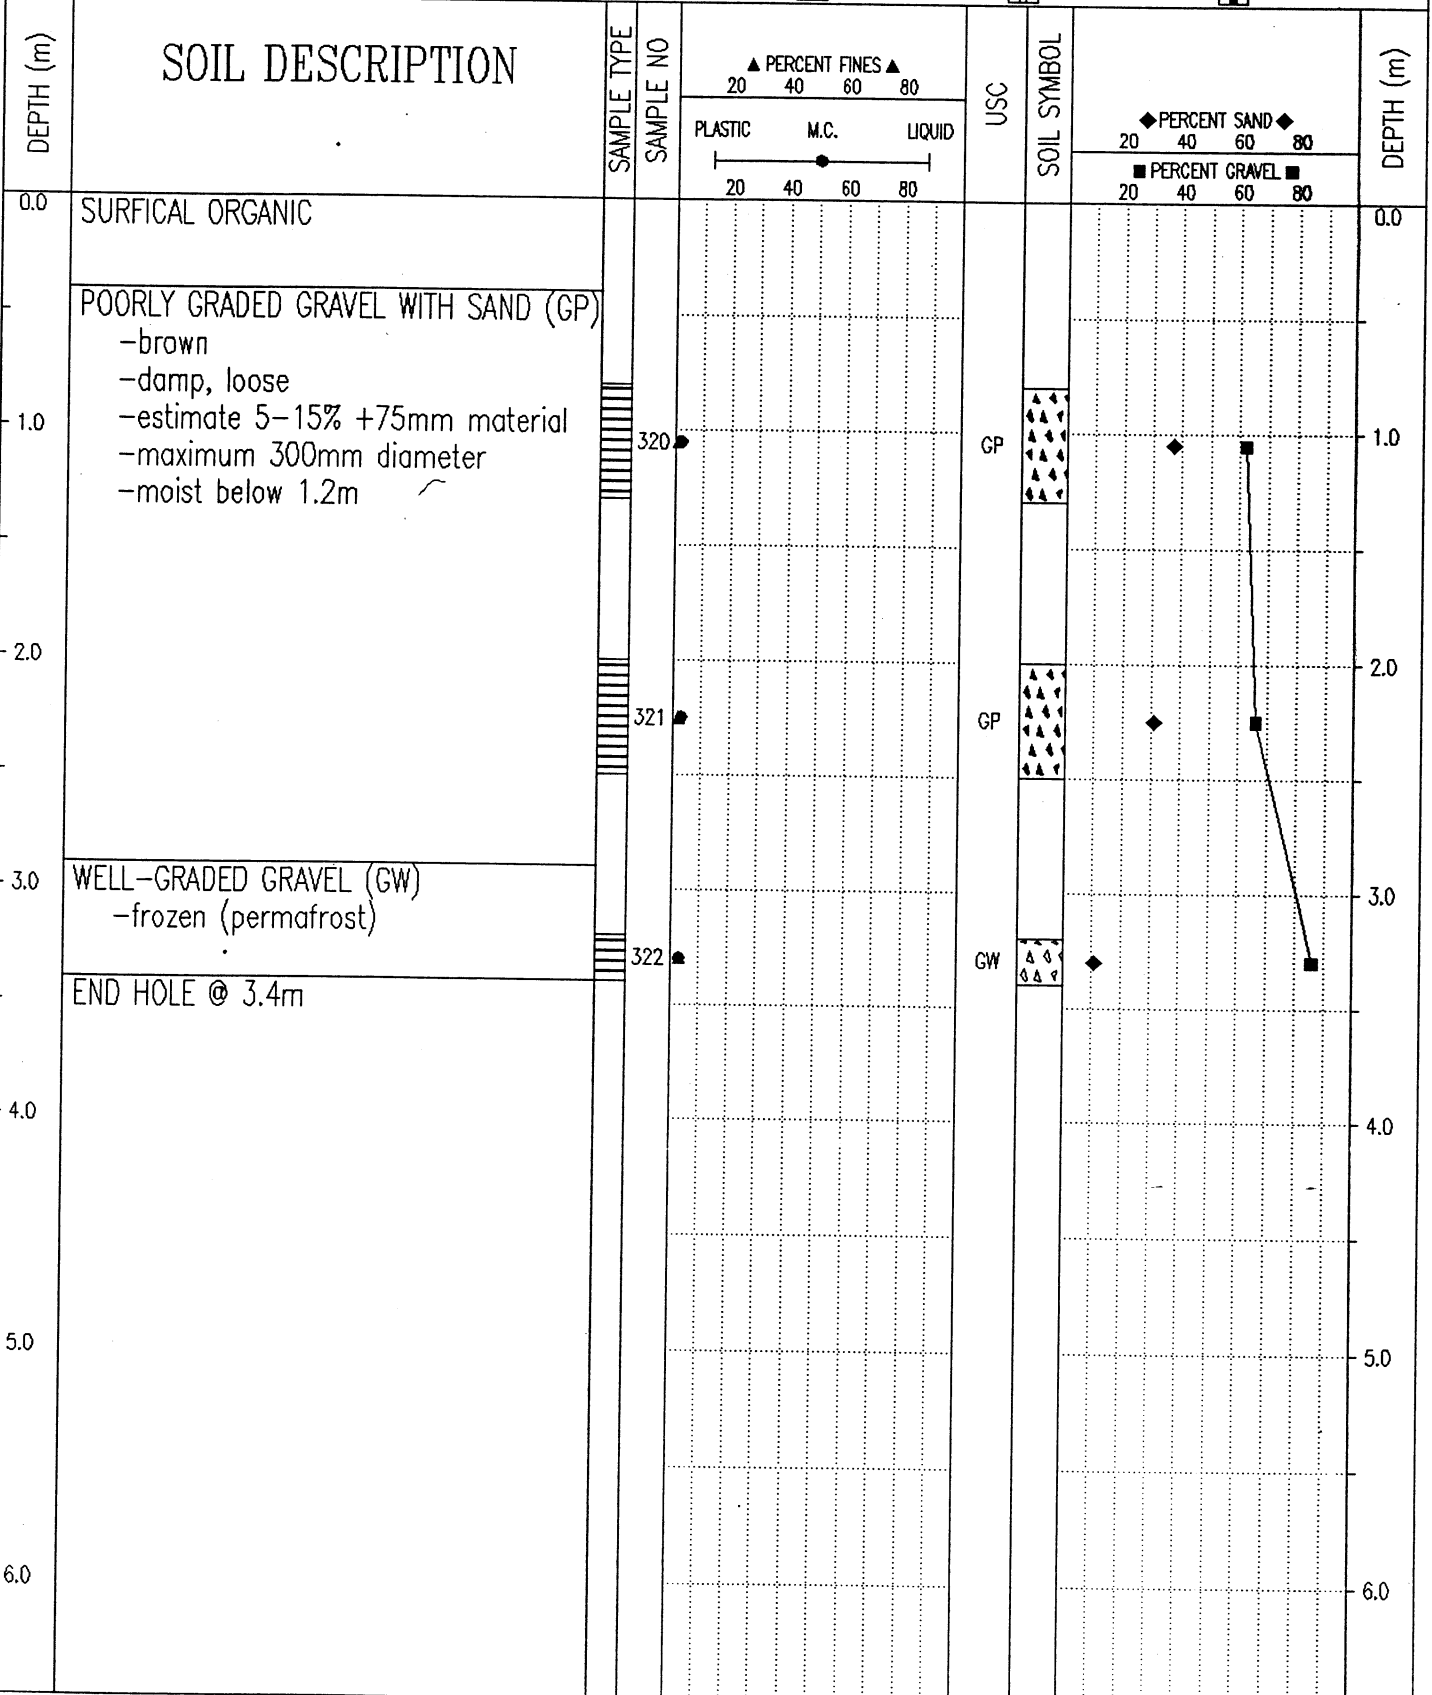 DEPTH (m)
SOIL DESCRIPTION
SAMPLE TYPE
SAMPLE NO
▲ PERCENT FINES ▲
20 40 60 80
PLASTIC M.C. LIQUID
20 40 60 80
USC
SOIL SYMBOL
◆PERCENT SAND◆
20 40 60 80
■ PERCENT GRAVEL ■
20 40 60 80
DEPTH (m)
0.0
SURFICAL ORGANIC
0.0
POORLY GRADED GRAVEL WITH SAND (GP)
-brown
-damp, loose
-estimate 5-15% +75mm material
1.0
320
GP
1.0
-maximum 300mm diameter
-moist below 1.2m
2.0
2.0
321
GP
3.0
WELL-GRADED GRAVEL (GW)
3.0
-frozen (permafrost)
322
GW
END HOLE @ 3.4m
4.0
4.0
5.0
5.0
6.0
6.0